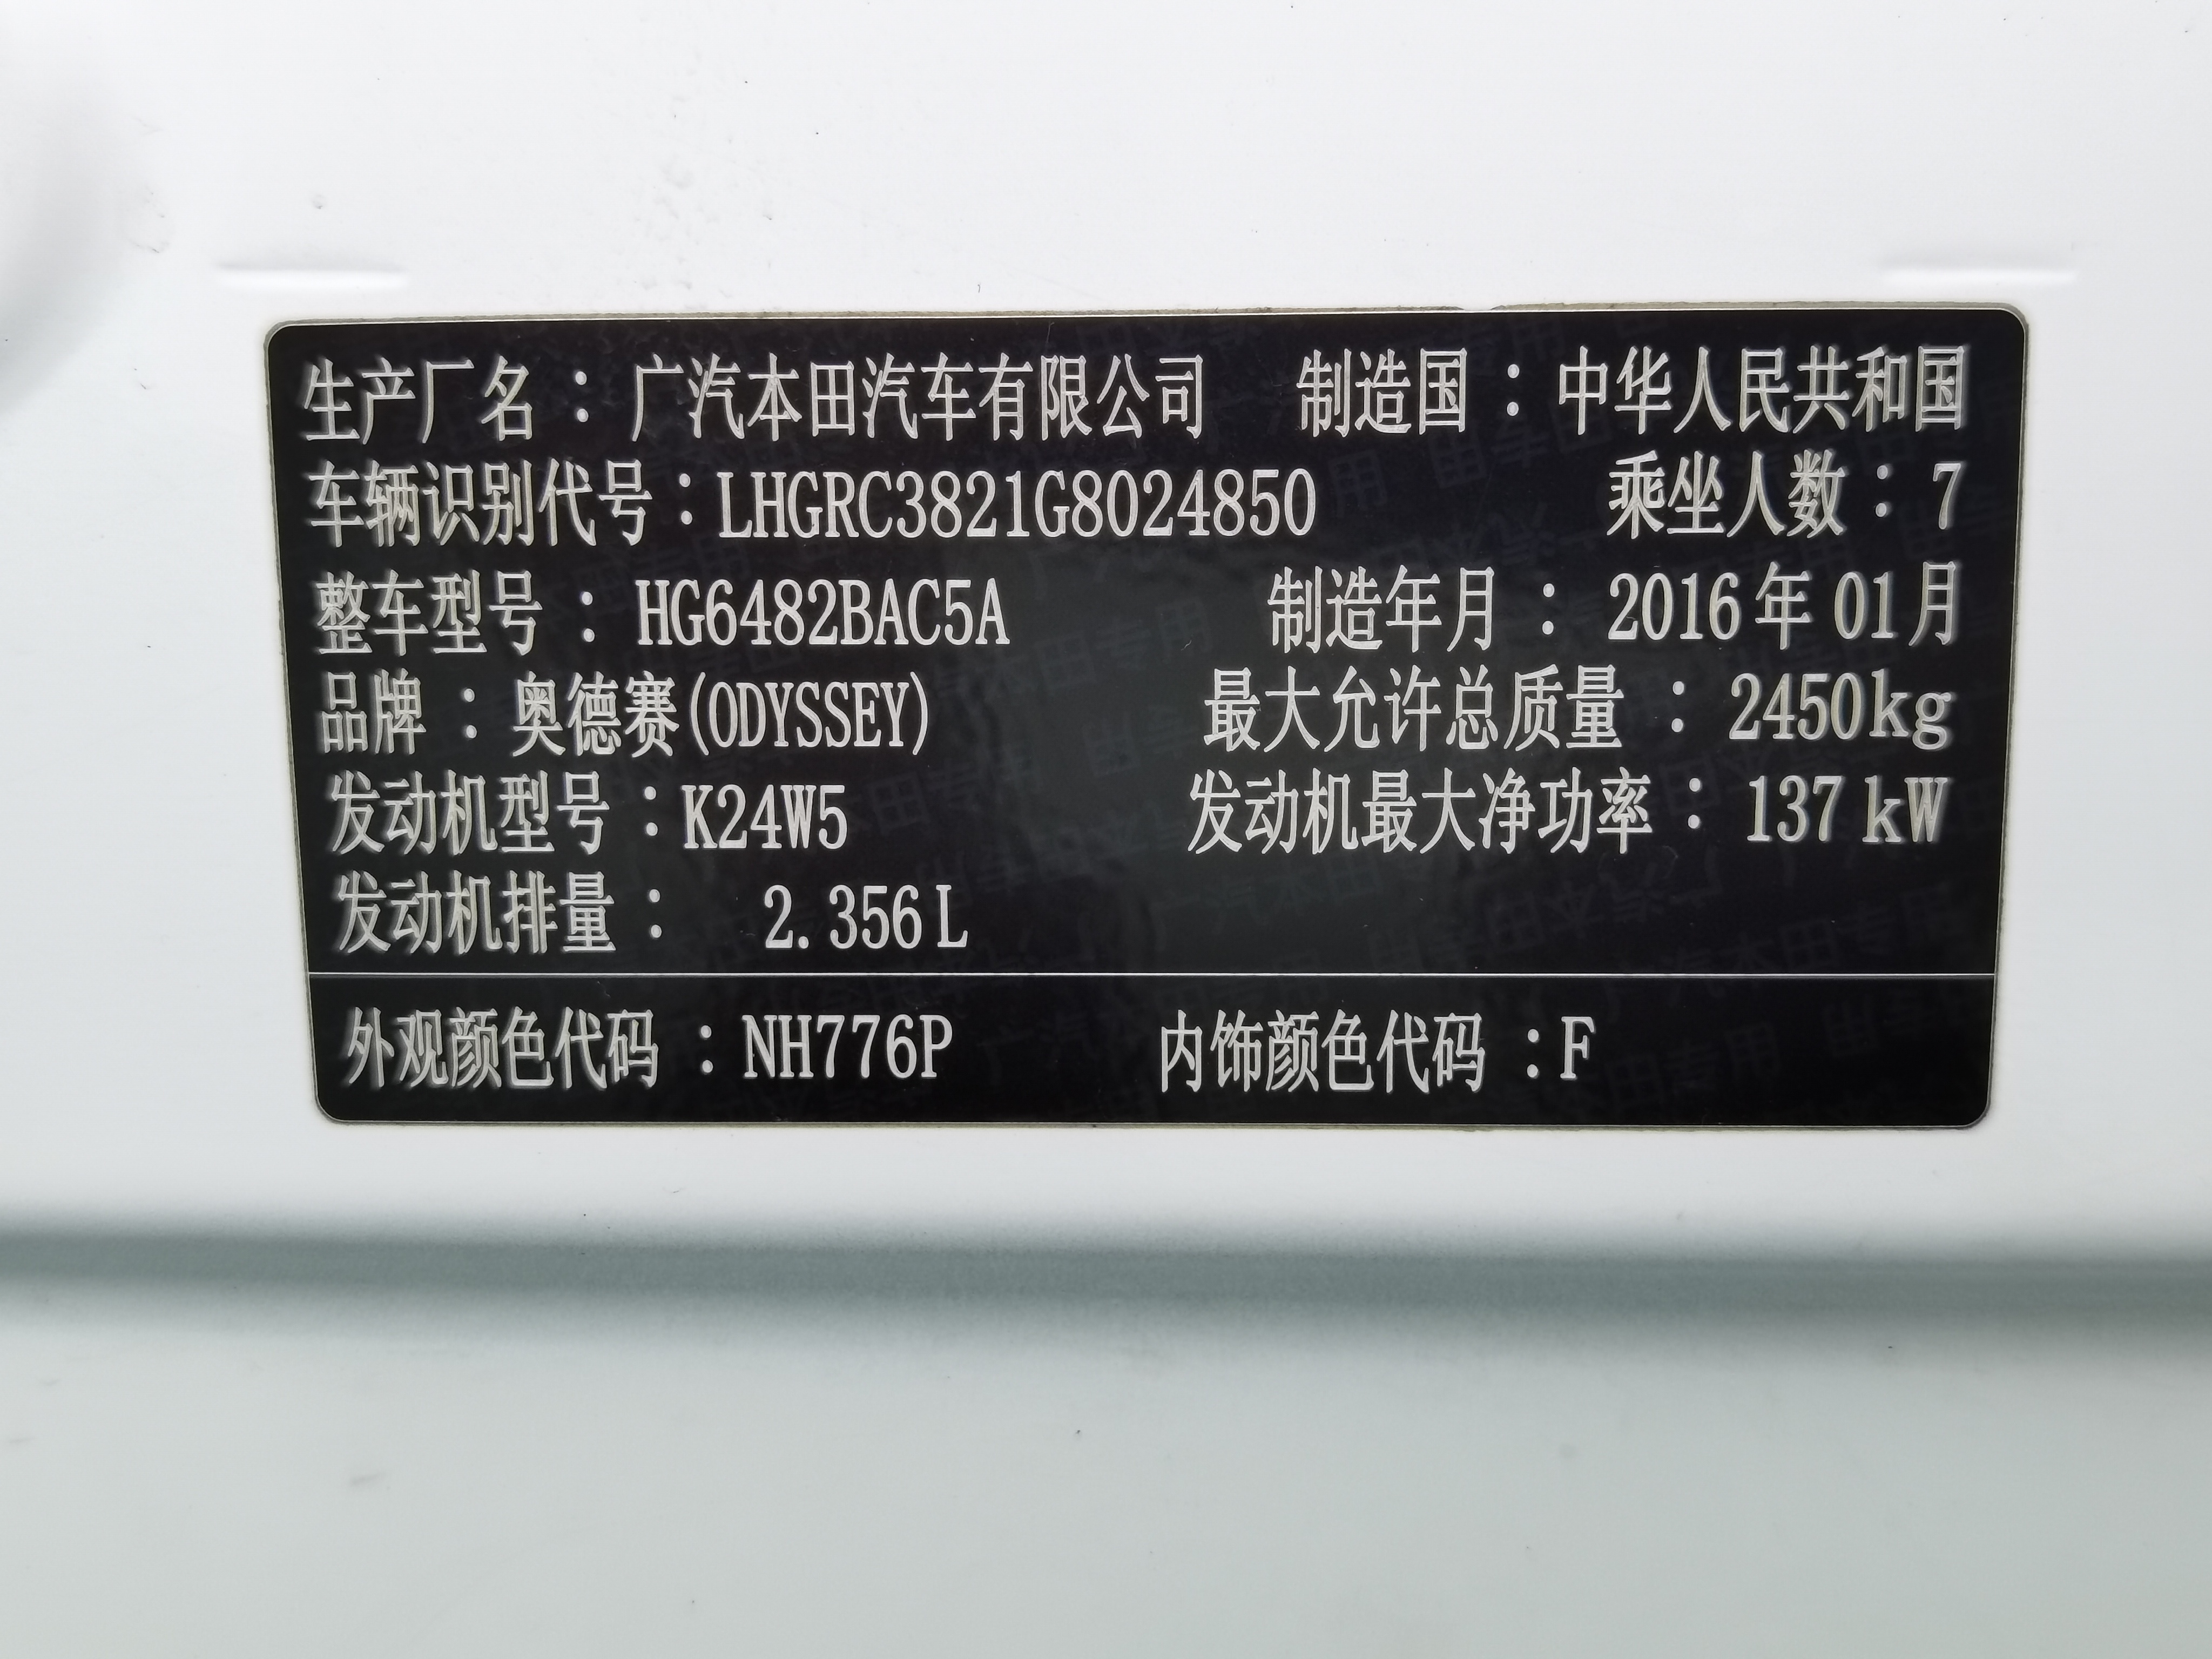 生产厂名：广汽本田汽车有限公司 制造国：中华人民共和国
车辆识别代号：LHGRC3821G8024850 乘坐人数：7
整车型号：HG6482BAC5A 制造年月：2016年01月
品牌：奥德赛(ODYSSEY) 最大允许总质量：2450kg
发动机型号：K24W5 发动机最大净功率：137kW
发动机排量：2.356L
外观颜色代码：NH776P 内饰颜色代码：F